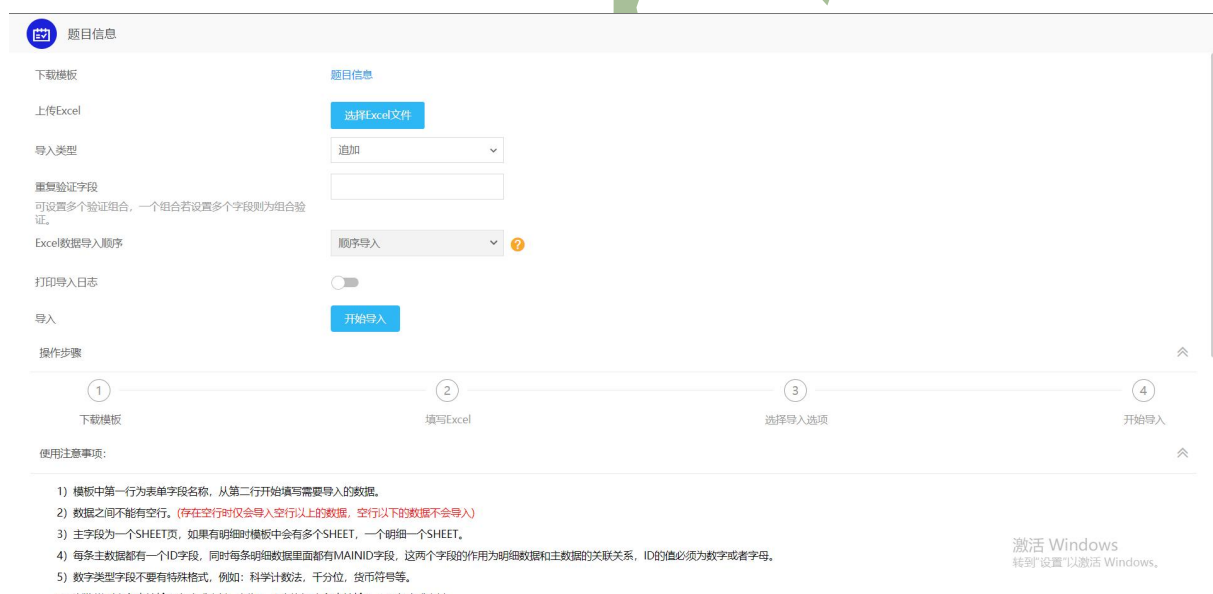 题目信息
下载模板
题目信息
上传Excel
选择Excel文件
导入类型
追加
重复验证字段
可设置多个验证组合，一个组合若设置多个字段则为组合验
证。
Excel数据导入顺序
顺序导入
?
打印导入日志
导入
开始导入
操作步骤
1
2
3
4
下载模板
填写Excel
选择导入选项
开始导入
使用注意事项：
1）模板中第一行为表单字段名称，从第二行开始填写需要导入的数据。
2）数据之间不能有空行。(存在空行时仅会导入空行以上的数据，空行以下的数据不会导入)
3）主字段为一个SHEET页，如果有明细时模板中会有多个SHEET，一个明细一个SHEET。
4）每条主数据都有一个ID字段，同时每条明细数据里面都有MAINID字段，这两个字段的作用为明细数据和主数据的关联关系，ID的值必须为数字或者字母。
5）数字类型字段不要有特殊格式，例如：科学计数法，千分位，货币符号等。
激活 Windows
转到"设置"以激活 Windows。